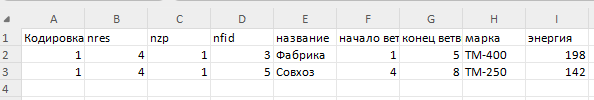 A B C D E F G H I
1 Кодировка nres nzp nfid название начало вет конец ветв марка энергия
2 1 4 1 3 Фабрика 1 5 ТМ-400 198
3 1 4 1 5 Совхоз 4 8 ТМ-250 142
4